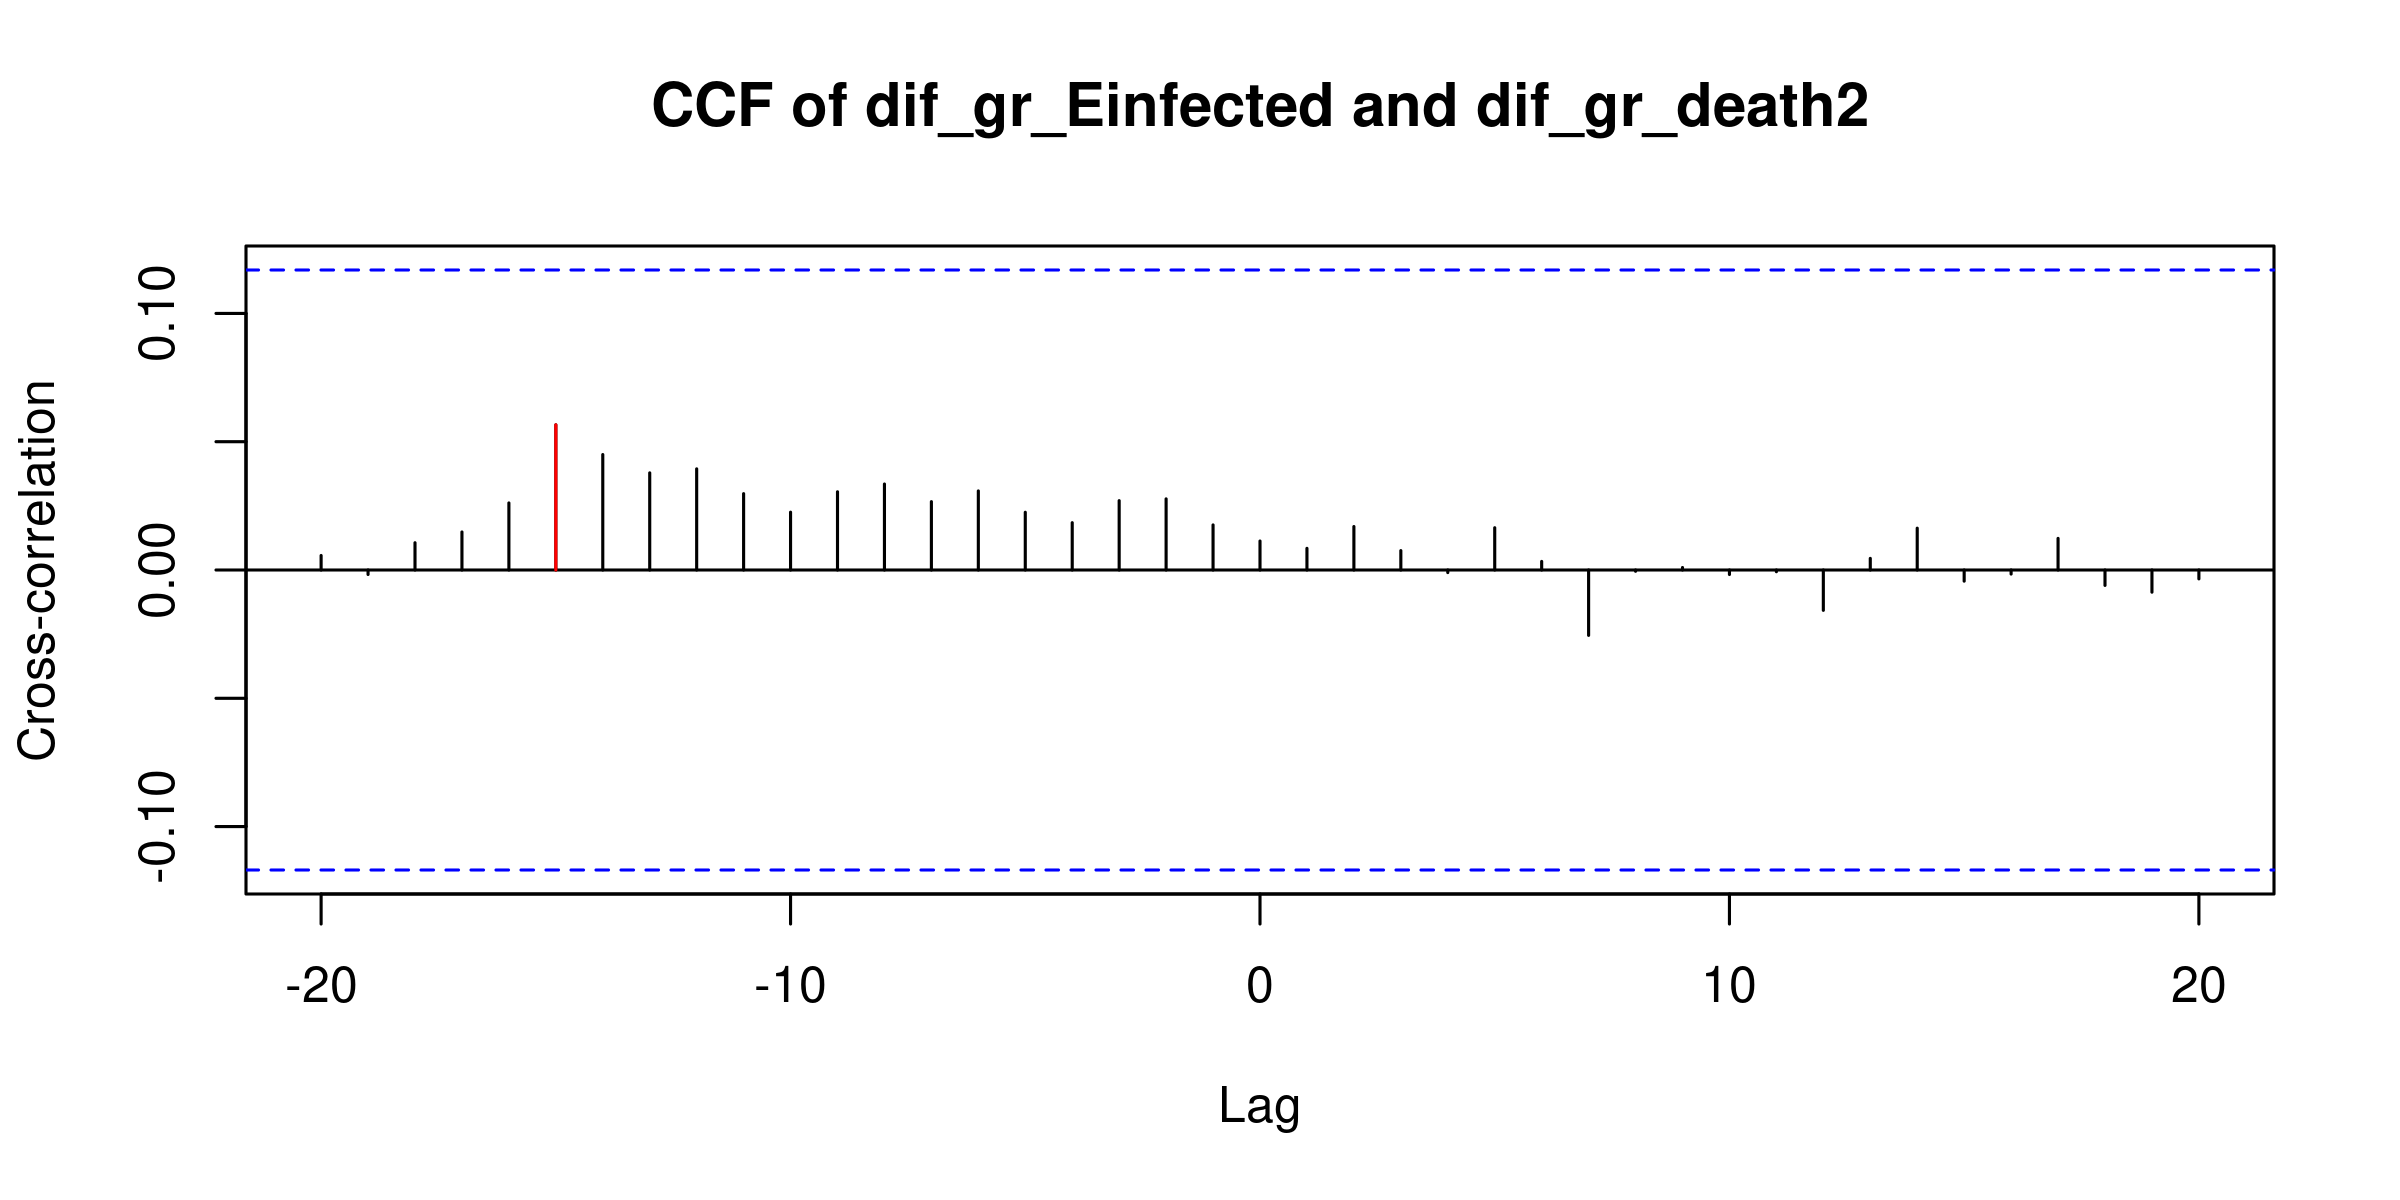 CCF of dif_gr_Einfected and dif_gr_death2
Cross-correlation
0.10
0.00
-0.10
-20 -10 0 10 20
Lag